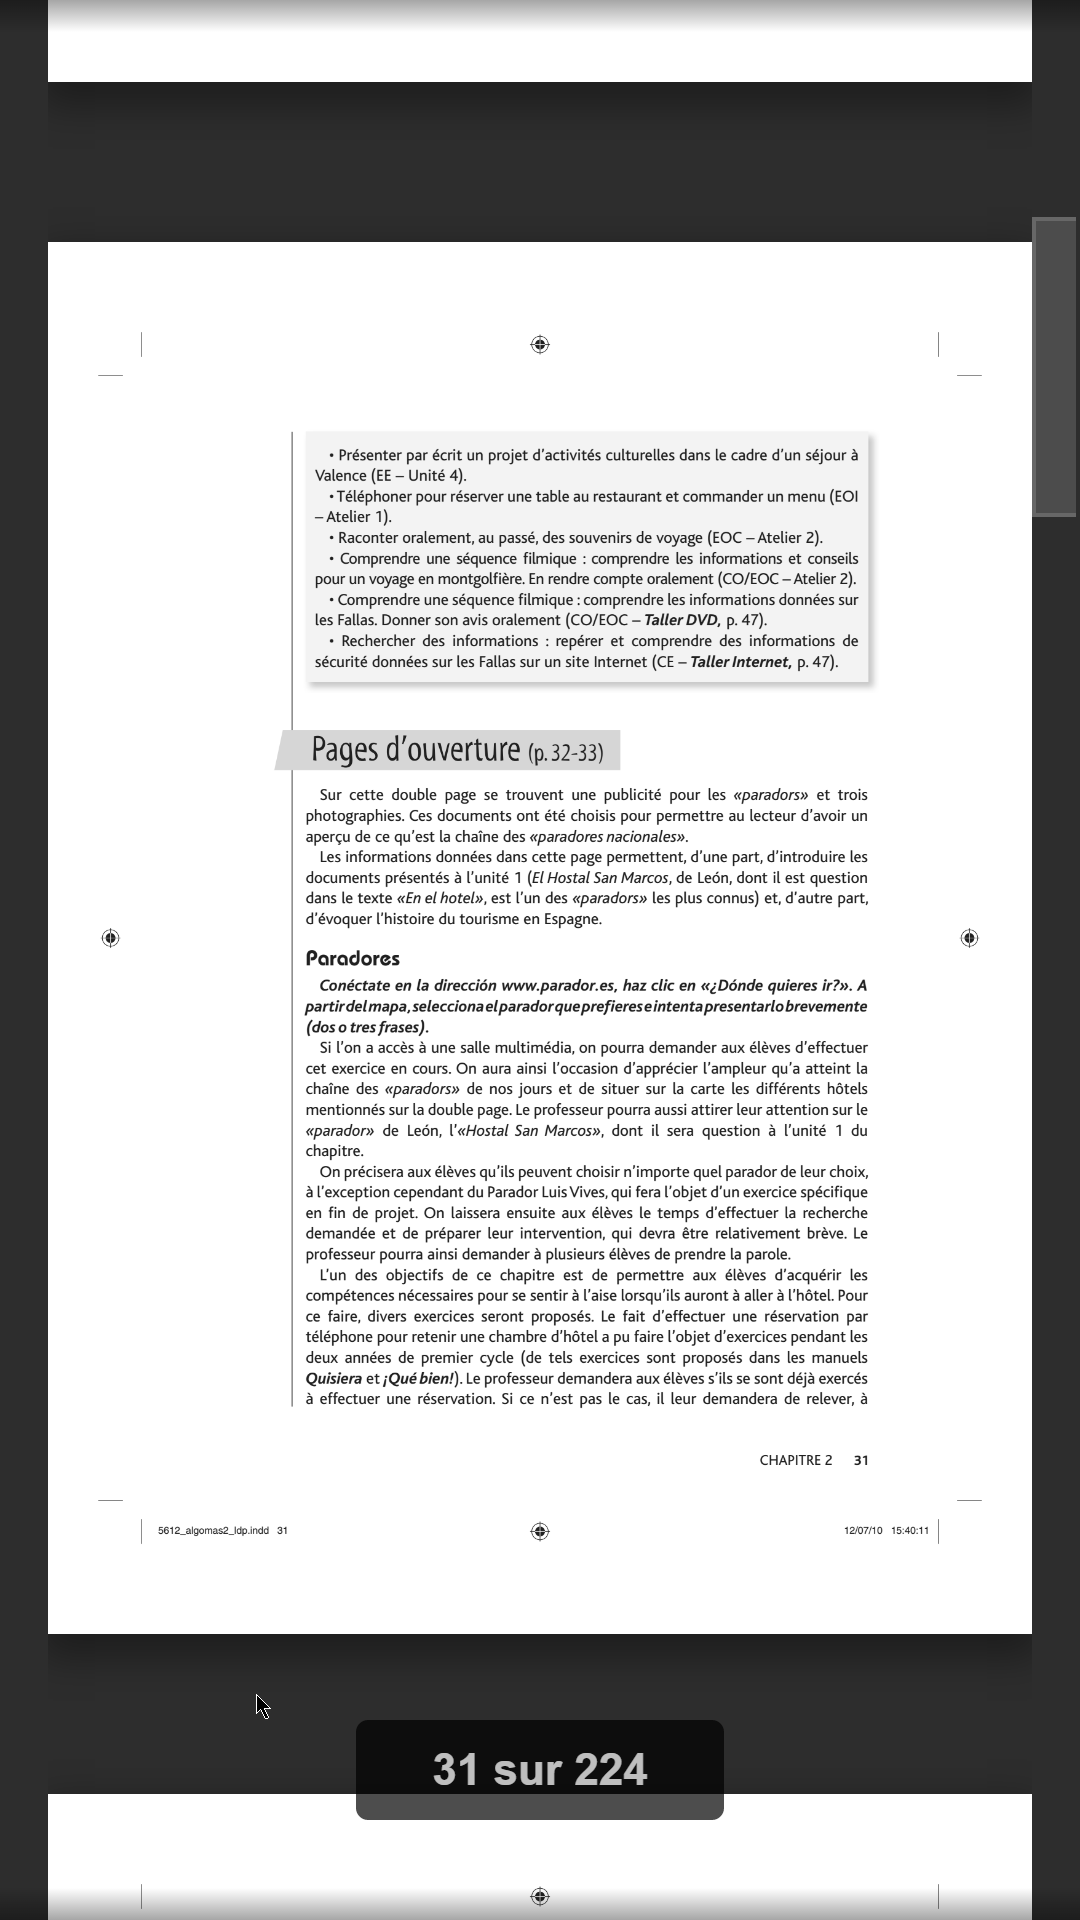 • Présenter par écrit un projet d’activités culturelles dans le cadre d’un séjour à
Valence (EE – Unité 4).
• Téléphoner pour réserver une table au restaurant et commander un menu (EOI
– Atelier 1).
• Raconter oralement, au passé, des souvenirs de voyage (EOC – Atelier 2).
• Comprendre une séquence filmique : comprendre les informations et conseils
pour un voyage en montgolfière. En rendre compte oralement (CO/EOC – Atelier 2).
• Comprendre une séquence filmique : comprendre les informations données sur
les Fallas. Donner son avis oralement (CO/EOC – Taller DVD, p. 47).
• Rechercher des informations : repérer et comprendre des informations de
sécurité données sur les Fallas sur un site Internet (CE – Taller Internet, p. 47).
Pages d’ouverture (p. 32-33)
Sur cette double page se trouvent une publicité pour les «paradors» et trois
photographies. Ces documents ont été choisis pour permettre au lecteur d’avoir un
aperçu de ce qu’est la chaîne des «paradores nacionales».
Les informations données dans cette page permettent, d’une part, d’introduire les
documents présentés à l’unité 1 (El Hostal San Marcos, de León, dont il est question
dans le texte «En el hotel», est l’un des «paradors» les plus connus) et, d’autre part,
d’évoquer l’histoire du tourisme en Espagne.
Paradores
Conéctate en la dirección www.parador.es, haz clic en «¿Dónde quieres ir?». A
partir del mapa, selecciona el parador que prefieres e intenta presentarlo brevemente
(dos o tres frases).
Si l’on a accès à une salle multimédia, on pourra demander aux élèves d’effectuer
cet exercice en cours. On aura ainsi l’occasion d’apprécier l’ampleur qu’a atteint la
chaîne des «paradors» de nos jours et de situer sur la carte les différents hôtels
mentionnés sur la double page. Le professeur pourra aussi attirer leur attention sur le
«parador» de León, l’«Hostal San Marcos», dont il sera question à l’unité 1 du
chapitre.
On précisera aux élèves qu’ils peuvent choisir n’importe quel parador de leur choix,
à l’exception cependant du Parador Luis Vives, qui fera l’objet d’un exercice spécifique
en fin de projet. On laissera ensuite aux élèves le temps d’effectuer la recherche
demandée et de préparer leur intervention, qui devra être relativement brève. Le
professeur pourra ainsi demander à plusieurs élèves de prendre la parole.
L’un des objectifs de ce chapitre est de permettre aux élèves d’acquérir les
compétences nécessaires pour se sentir à l’aise lorsqu’ils auront à aller à l’hôtel. Pour
ce faire, divers exercices seront proposés. Le fait d’effectuer une réservation par
téléphone pour retenir une chambre d’hôtel a pu faire l’objet d’exercices pendant les
deux années de premier cycle (de tels exercices sont proposés dans les manuels
Quisiera et ¡Qué bien!). Le professeur demandera aux élèves s’ils se sont déjà exercés
à effectuer une réservation. Si ce n’est pas le cas, il leur demandera de relever, à
CHAPITRE 2 31
5612_algomas2_ldp.indd 31 12/07/10 15:40:11
31 sur 224